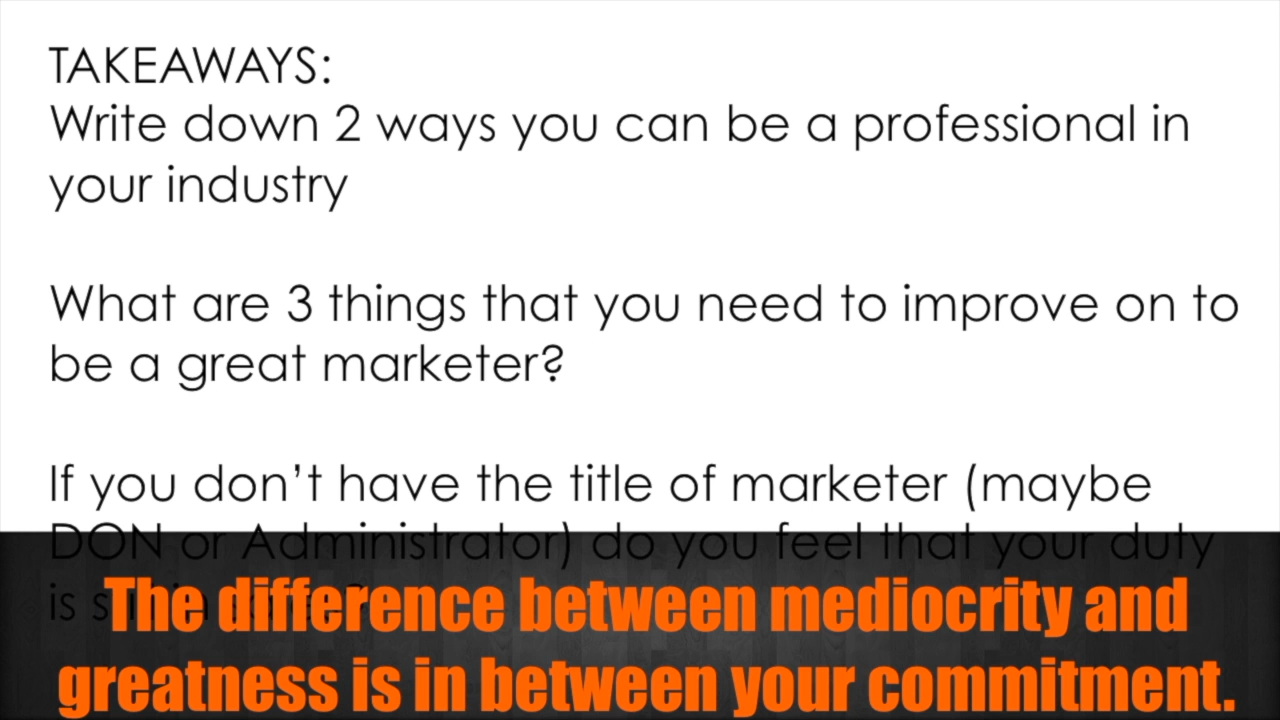 TAKEAWAYS:
Write down 2 ways you can be a professional in
your industry
What are 3 things that you need to improve on to
be a great marketer?
If you don’t have the title of marketer (maybe
DON or Administrator) do you feel that your duty
is
The difference between mediocrity and
greatness is in between your commitment.